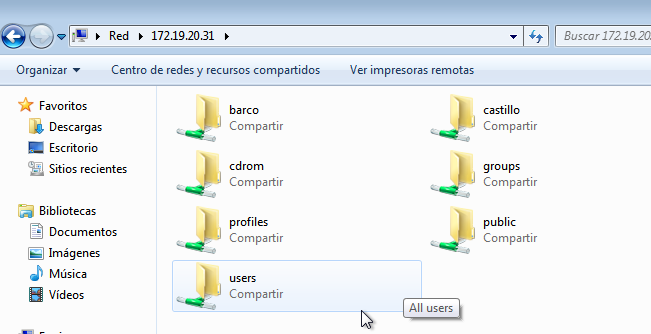 Red 172.19.20.31 Buscar 172.19.20.
Organizar Centro de redes y recursos compartidos Ver impresoras remotas
Favoritos
Descargas
Escritorio
Sitios recientes
Bibliotecas
Documentos
Imágenes
Música
Vídeos
barco
Compartir
castillo
Compartir
cdrom
Compartir
groups
Compartir
profiles
Compartir
public
Compartir
users
Compartir
All users